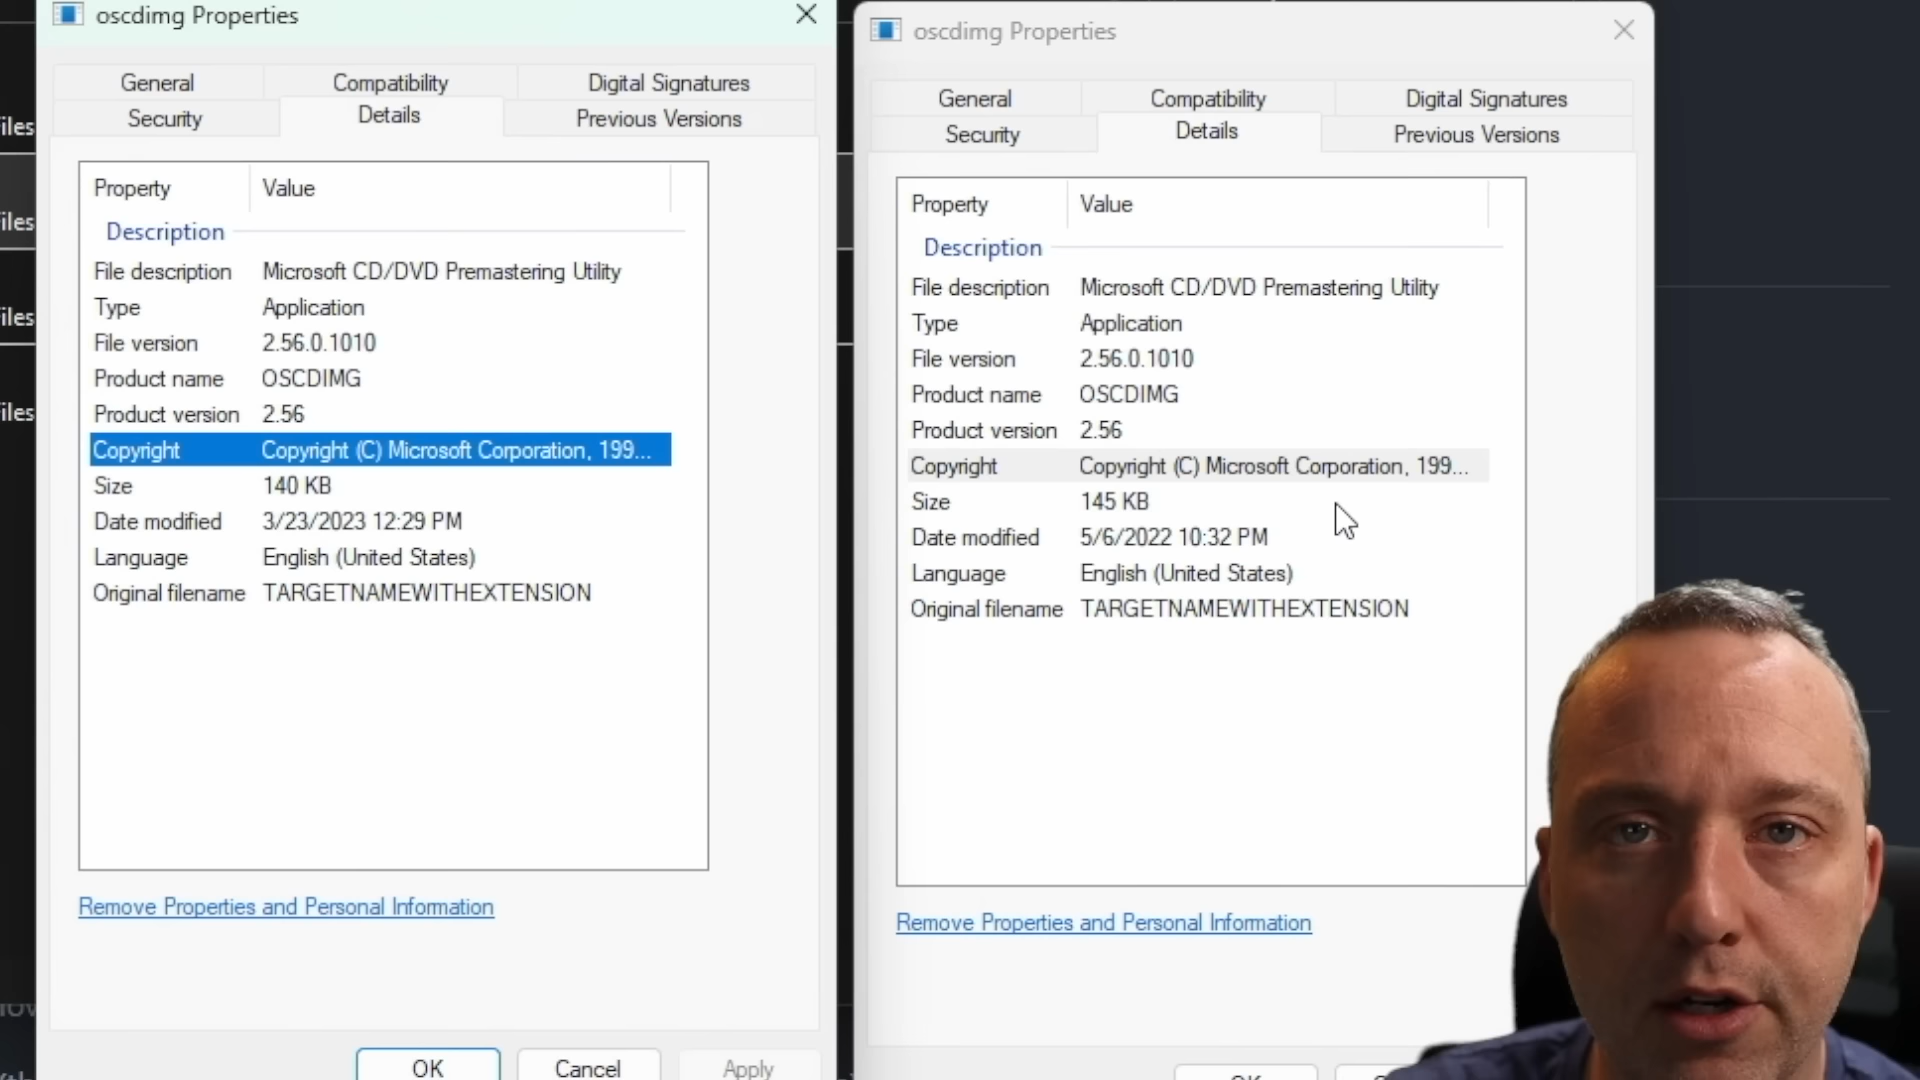 oscdimg Properties
General
Compatibility
Digital Signatures
Security
Details
Previous Versions
Property Value
Description
File description Microsoft CD/DVD Premastering Utility
Type Application
File version 2.56.0.1010
Product name OSCDIMG
Product version 2.56
Copyright Copyright (C) Microsoft Corporation, 199...
Size 140 KB
Date modified 3/23/2023 12:29 PM
Language English (United States)
Original filename TARGETNAMEWITHEXTENSION
Remove Properties and Personal Information
OK
Cancel
Apply
oscdimg Properties
General
Compatibility
Digital Signatures
Security
Details
Previous Versions
Property Value
Description
File description Microsoft CD/DVD Premastering Utility
Type Application
File version 2.56.0.1010
Product name OSCDIMG
Product version 2.56
Copyright Copyright (C) Microsoft Corporation, 199...
Size 145 KB
Date modified 5/6/2022 10:32 PM
Language English (United States)
Original filename TARGETNAMEWITHEXTENSION
Remove Properties and Personal Information
OK